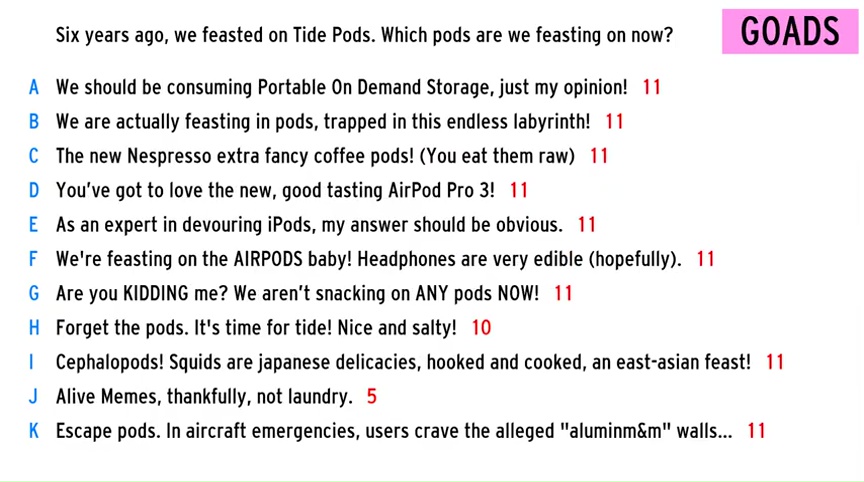 Six years ago, we feasted on Tide Pods. Which pods are we feasting on now?
GOADS
A We should be consuming Portable On Demand Storage, just my opinion! 11
B We are actually feasting in pods, trapped in this endless labyrinth! 11
C The new Nespresso extra fancy coffee pods! (You eat them raw) 11
D You've got to love the new, good tasting AirPod Pro 3! 11
E As an expert in devouring iPods, my answer should be obvious. 11
F We're feasting on the AIRPODS baby! Headphones are very edible (hopefully). 11
G Are you KIDDING me? We aren't snacking on ANY pods NOW! 11
H Forget the pods. It's time for tide! Nice and salty! 10
I Cephalopods! Squids are japanese delicacies, hooked and cooked, an east-asian feast! 11
J Alive Memes, thankfully, not laundry. 5
K Escape pods. In aircraft emergencies, users crave the alleged "aluminm&m" walls... 11